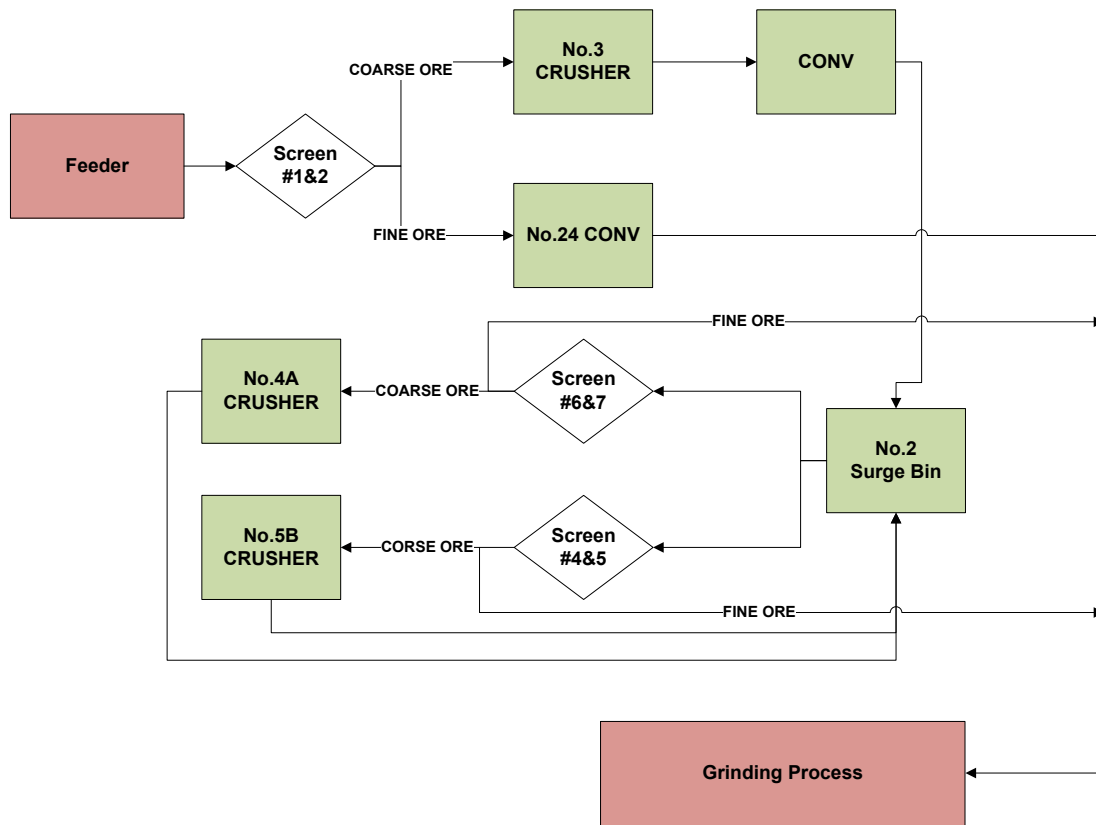 No.3
CRUSHER
CONV
COARSE ORE
Feeder
Screen
#1&2
FINE ORE
No.24 CONV
FINE ORE
No.4A
CRUSHER
COARSE ORE
Screen
#6&7
No.2
Surge Bin
No.5B
CRUSHER
CORSE ORE
Screen
#4&5
FINE ORE
Grinding Process